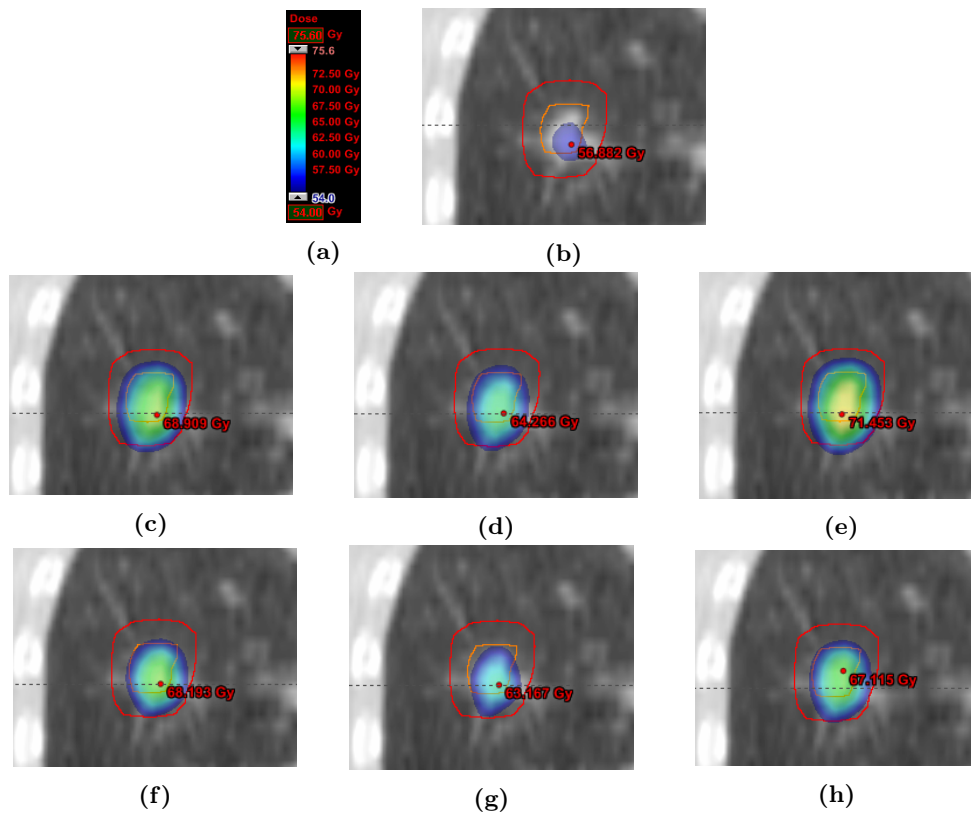 Dose
75.60 Gy
75.6
72.50 Gy
70.00 Gy
67.50 Gy
65.00 Gy
62.50 Gy
60.00 Gy
57.50 Gy
54.0
54.00 Gy
56.882 Gy
(a)
(b)
68.909 Gy
64.266 Gy
71.453 Gy
(c)
(d)
(e)
68.193 Gy
63.167 Gy
67.115 Gy
(f)
(g)
(h)